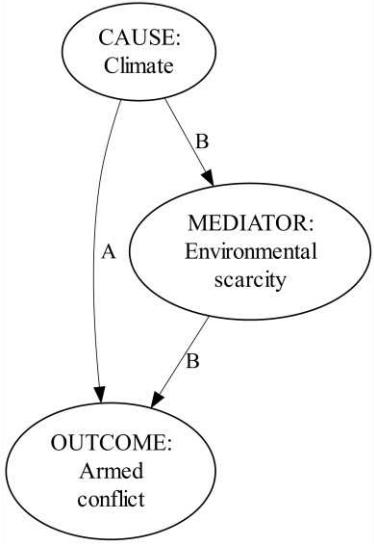 CAUSE:
Climate
B
MEDIATOR:
Environmental
scarcity
A
B
OUTCOME:
Armed
conflict